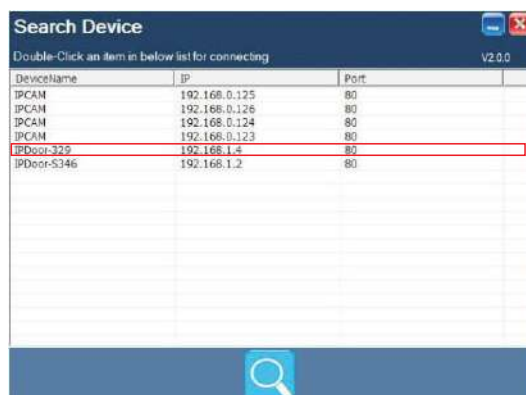 Search Device
Double-Click an item in below list for connecting V2.0.0
DeviceName IP Port
IPCAM 192.168.0.125 80
IPCAM 192.168.0.126 80
IPCAM 192.168.0.124 80
IPCAM 192.168.0.123 80
IPDoor-329 192.168.1.4 80
IPDoor-S346 192.168.1.2 80